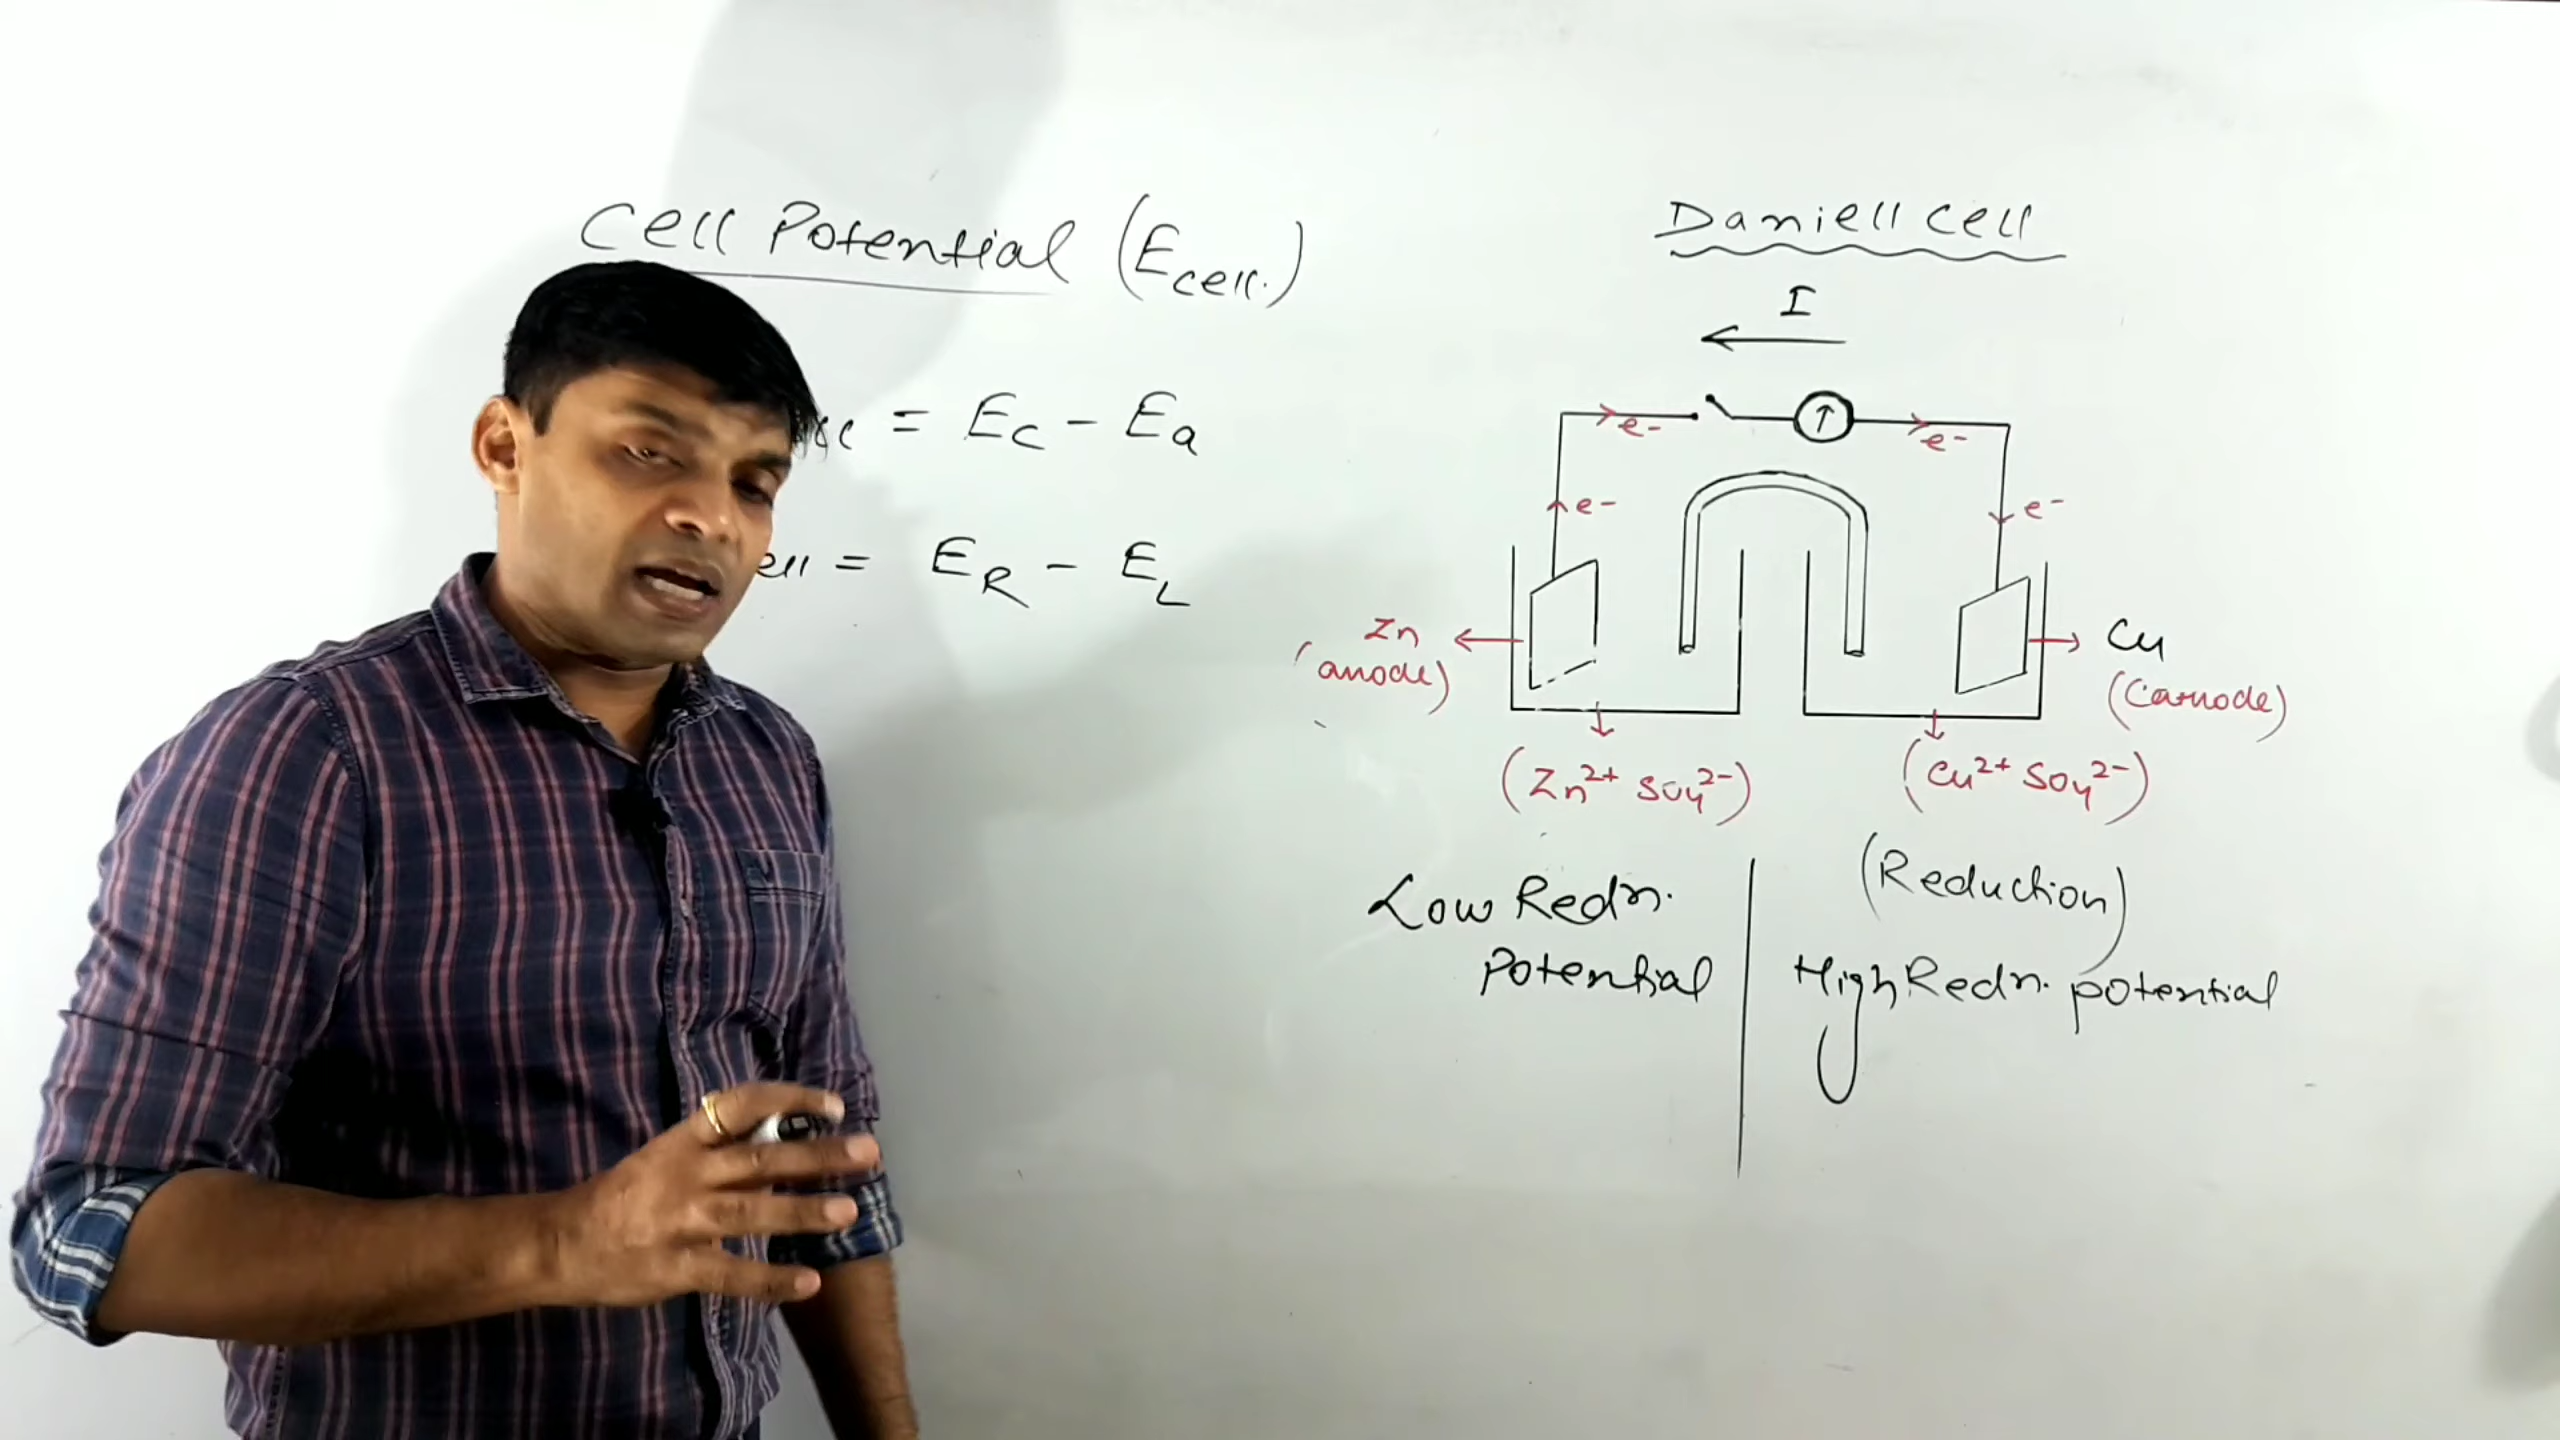 Cell Potential (Ecell.)
= Ec - Ea
ell = ER - EL
Daniell cell
I
e-
e-
e-
e-
Zn
(anode)
Cu
(Cathode)
(Zn2+ SO42-)
(Cu2+ SO42-)
Low Redn.
Potential
(Reduction)
High Redn. potential